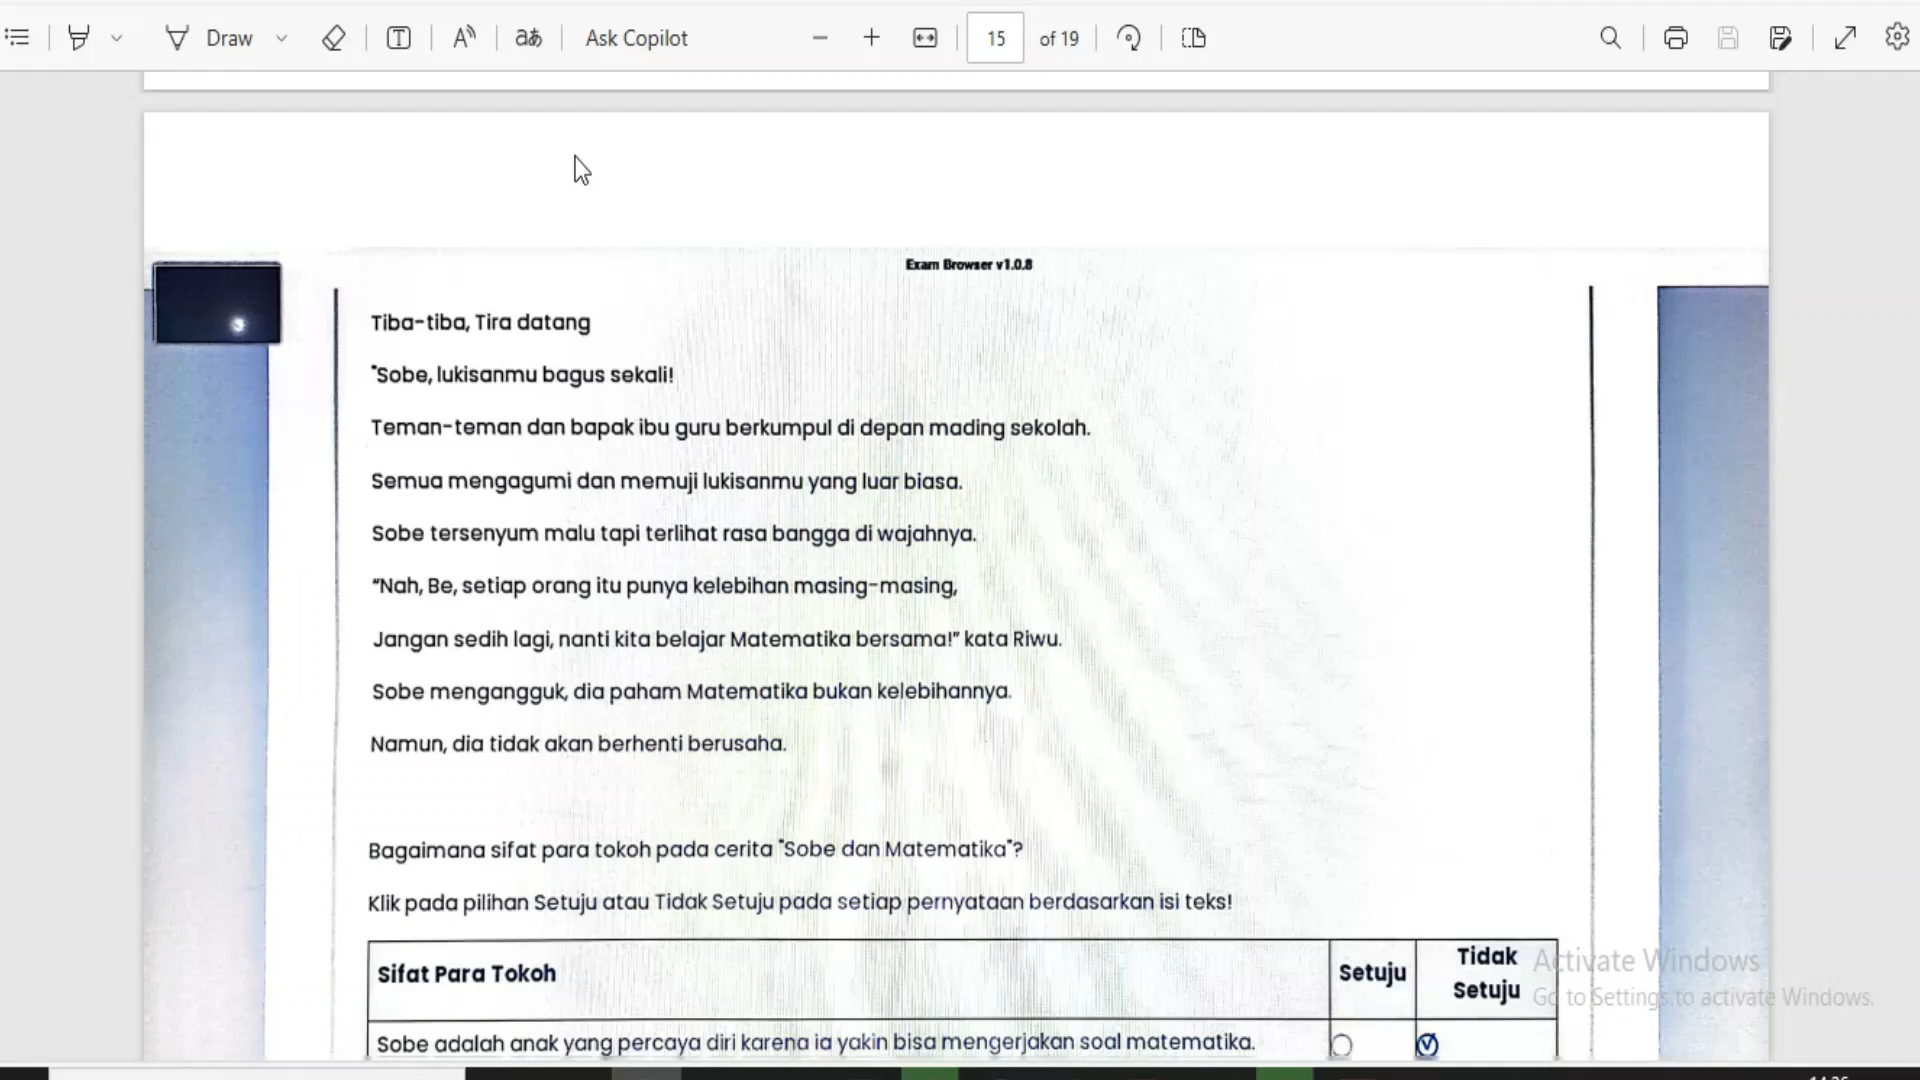 Draw
Ask Copilot
15 of 19
Exam Browser v1.0.8
Tiba-tiba, Tira datang
"Sobe, lukisanmu bagus sekali!
Teman-teman dan bapak ibu guru berkumpul di depan mading sekolah.
Semua mengagumi dan memuji lukisanmu yang luar biasa.
Sobe tersenyum malu tapi terlihat rasa bangga di wajahnya.
“Nah, Be, setiap orang itu punya kelebihan masing-masing,
Jangan sedih lagi, nanti kita belajar Matematika bersama!” kata Riwu.
Sobe mengangguk, dia paham Matematika bukan kelebihannya.
Namun, dia tidak akan berhenti berusaha.
Bagaimana sifat para tokoh pada cerita "Sobe dan Matematika"?
Klik pada pilihan Setuju atau Tidak Setuju pada setiap pernyataan berdasarkan isi teks!
Sifat Para Tokoh Setuju Tidak Setuju
Sobe adalah anak yang percaya diri karena ia yakin bisa mengerjakan soal matematika.
Activate Windows
Go to Settings to activate Windows.